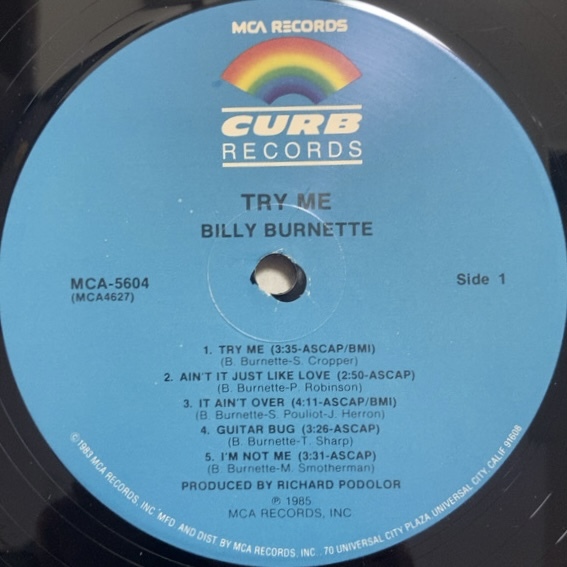 MCA RECORDS
CURB
RECORDS
TRY ME
BILLY BURNETTE
MCA-5604
(MCA4627)
Side 1
1. TRY ME (3:35-ASCAP/BMI)
(B. Burnette-S. Cropper)
2. AIN'T IT JUST LIKE LOVE (2:50-ASCAP)
(B. Burnette-P. Robinson)
3. IT AIN'T OVER (4:11-ASCAP/BMI)
(B. Burnette-S. Pouliot-J. Herron)
4. GUITAR BUG (3:26-ASCAP)
(B. Burnette-T. Sharp)
5. I'M NOT ME (3:31-ASCAP)
(B. Burnette-M. Smotherman)
PRODUCED BY RICHARD PODOLOR
℗ 1985
MCA RECORDS, INC.
©1983 MCA RECORDS, INC. MFD. AND DIST. BY MCA RECORDS, INC., 70 UNIVERSAL CITY PLAZA, UNIVERSAL CITY, CALIF. 91608